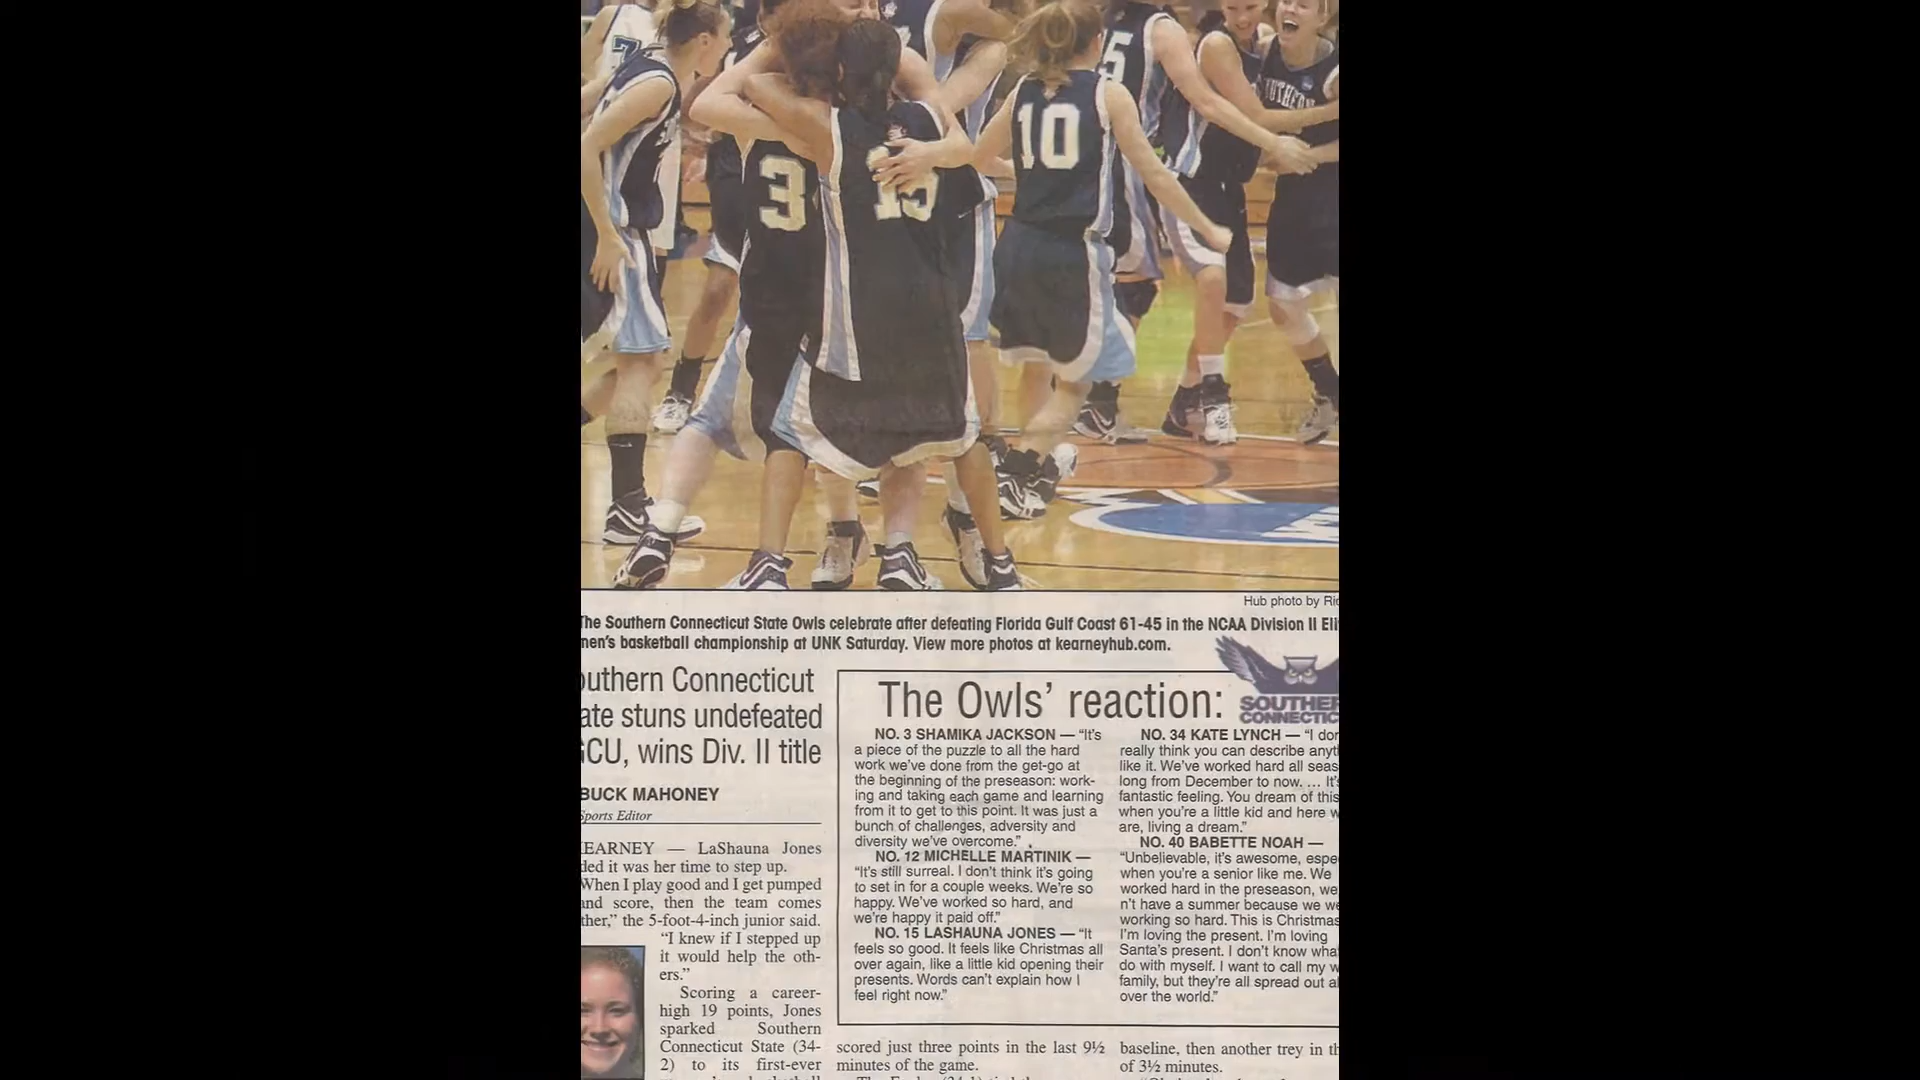 7
3
15
10
5
SOUTHERN
Hub photo by
The Southern Connecticut State Owls celebrate after defeating Florida Gulf Coast 61-45 in the NCAA Division II
men's basketball championship at UNK Saturday. View more photos at kearneyhub.com.
outhern Connecticut
ate stuns undefeated
GCU, wins Div. II title
BUCK MAHONEY
Sports Editor
EARNEY — LaShauna Jones
ded it was her time to step up.
When I play good and I get pumped
and score, then the team comes
ther," the 5-foot-4-inch junior said.
"I knew if I stepped up
it would help the oth-
ers."
Scoring a career-
high 19 points, Jones
sparked Southern
Connecticut State (34-
2) to its first-ever
The Owls' reaction:
SOUTHER
CONNECTIC
NO. 3 SHAMIKA JACKSON — "It's
a piece of the puzzle to all the hard
work we've done from the get-go at
the beginning of the preseason: work-
ing and taking each game and learning
from it to get to this point. It was just a
bunch of challenges, adversity and
diversity we've overcome."
NO. 12 MICHELLE MARTINIK —
"It's still surreal. I don't think it's going
to set in for a couple weeks. We're so
happy. We've worked so hard, and
we're happy it paid off."
NO. 15 LASHAUNA JONES — "It
feels so good. It feels like Christmas all
over again, like a little kid opening their
presents. Words can't explain how I
feel right now."
NO. 34 KATE LYNCH — "I don
really think you can describe anyt
like it. We've worked hard all seas
long from December to now. ... It's
fantastic feeling. You dream of this
when you're a little kid and here w
are, living a dream."
NO. 40 BABETTE NOAH —
"Unbelievable, it's awesome, espe
when you're a senior like me. We
worked hard in the preseason, we
n't have a summer because we we
working so hard. This is Christmas
I'm loving the present. I'm loving
Santa's present. I don't know wha
do with myself. I want to call my w
family, but they're all spread out al
over the world."
scored just three points in the last 9½
minutes of the game.
baseline, then another trey in th
of 3½ minutes.